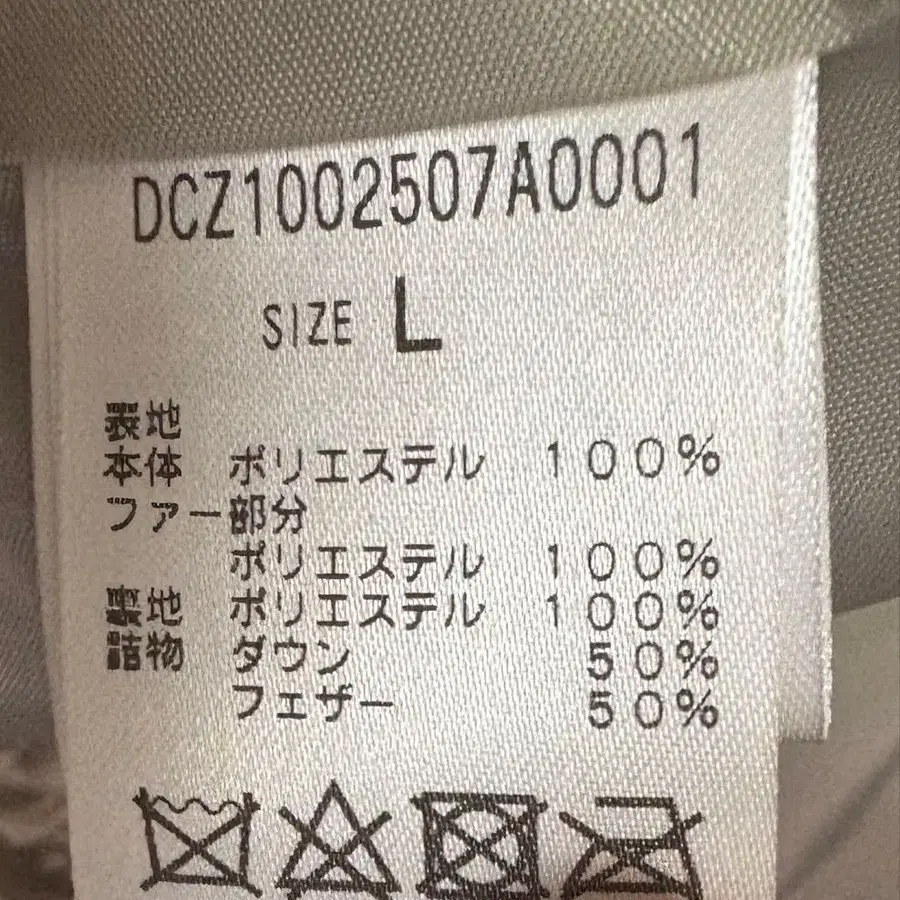 DCZ1002507A0001
SIZE L
表地
本体 ポリエステル 100%
ファー部分
ポリエステル 100%
裏地 ポリエステル 100%
詰物 ダウン 50%
フェザー 50%